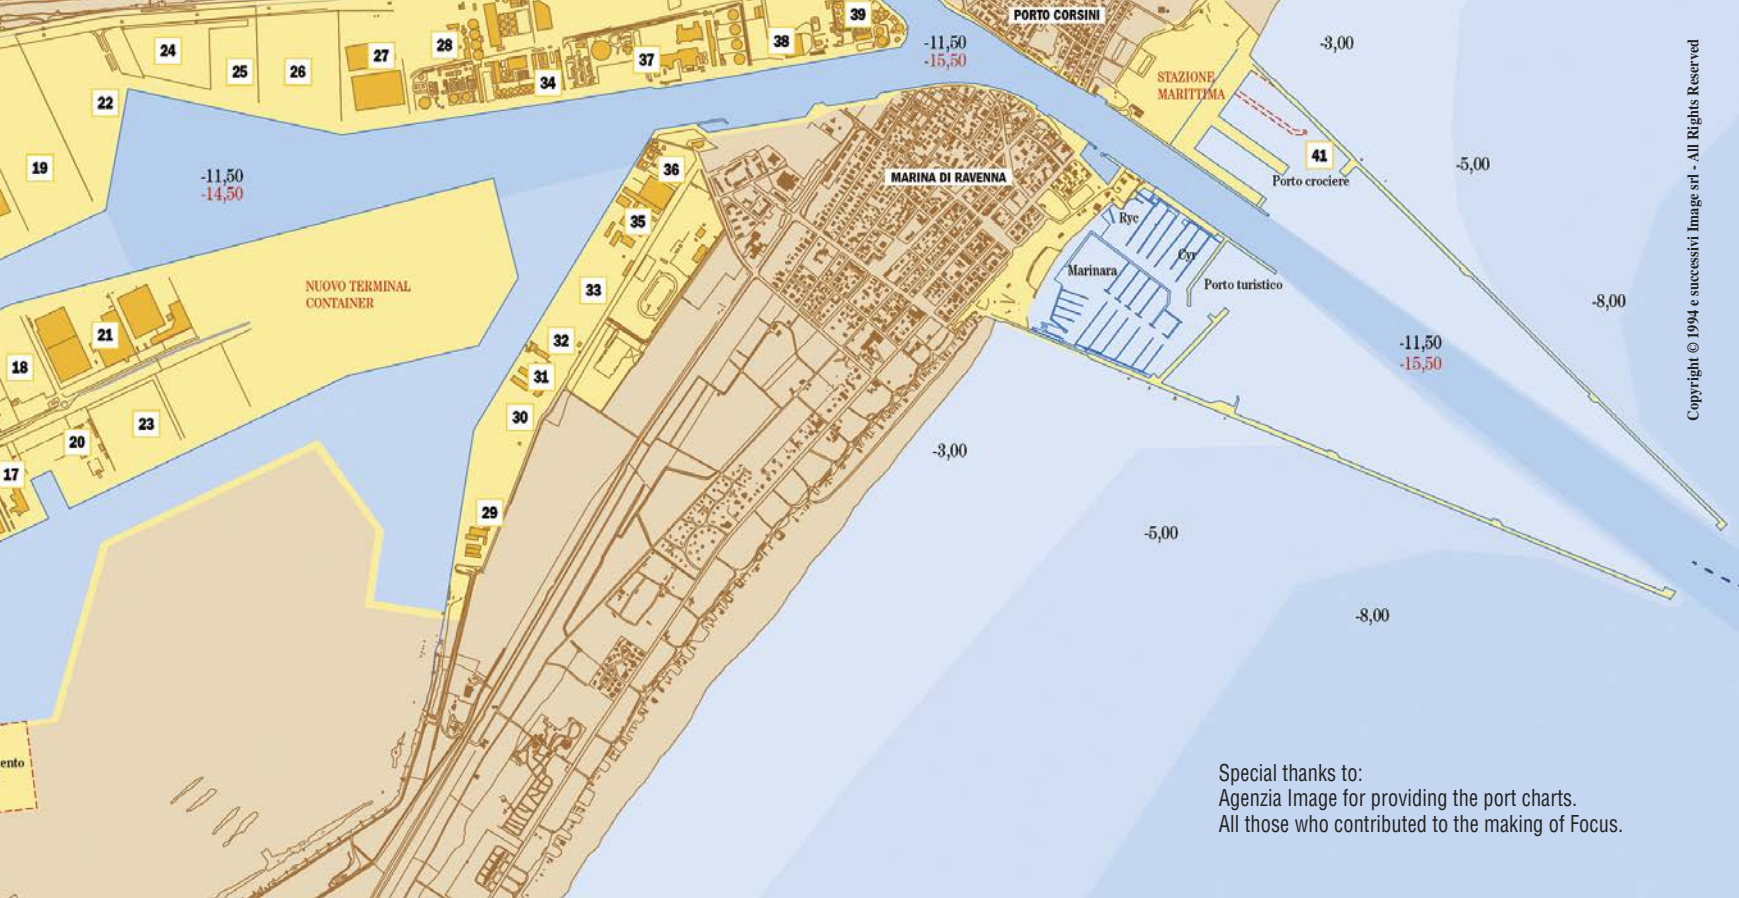 39
PORTO CORSINI
24
28
38
-11,50
-15,50
-3,00
25
26
27
37
34
STAZIONE
MARITTIMA
22
41
Porto crociere
-5,00
19
-11,50
-14,50
36
MARINA DI RAVENNA
35
Ryc
Cyr
Marinara
Porto turistico
NUOVO TERMINAL
CONTAINER
33
-8,00
21
32
-11,50
-15,50
18
31
23
30
20
-3,00
17
29
-5,00
-8,00
ento
Special thanks to:
Agenzia Image for providing the port charts.
All those who contributed to the making of Focus.
Copyright © 1994 e successivi Image srl - All Rights Reserved